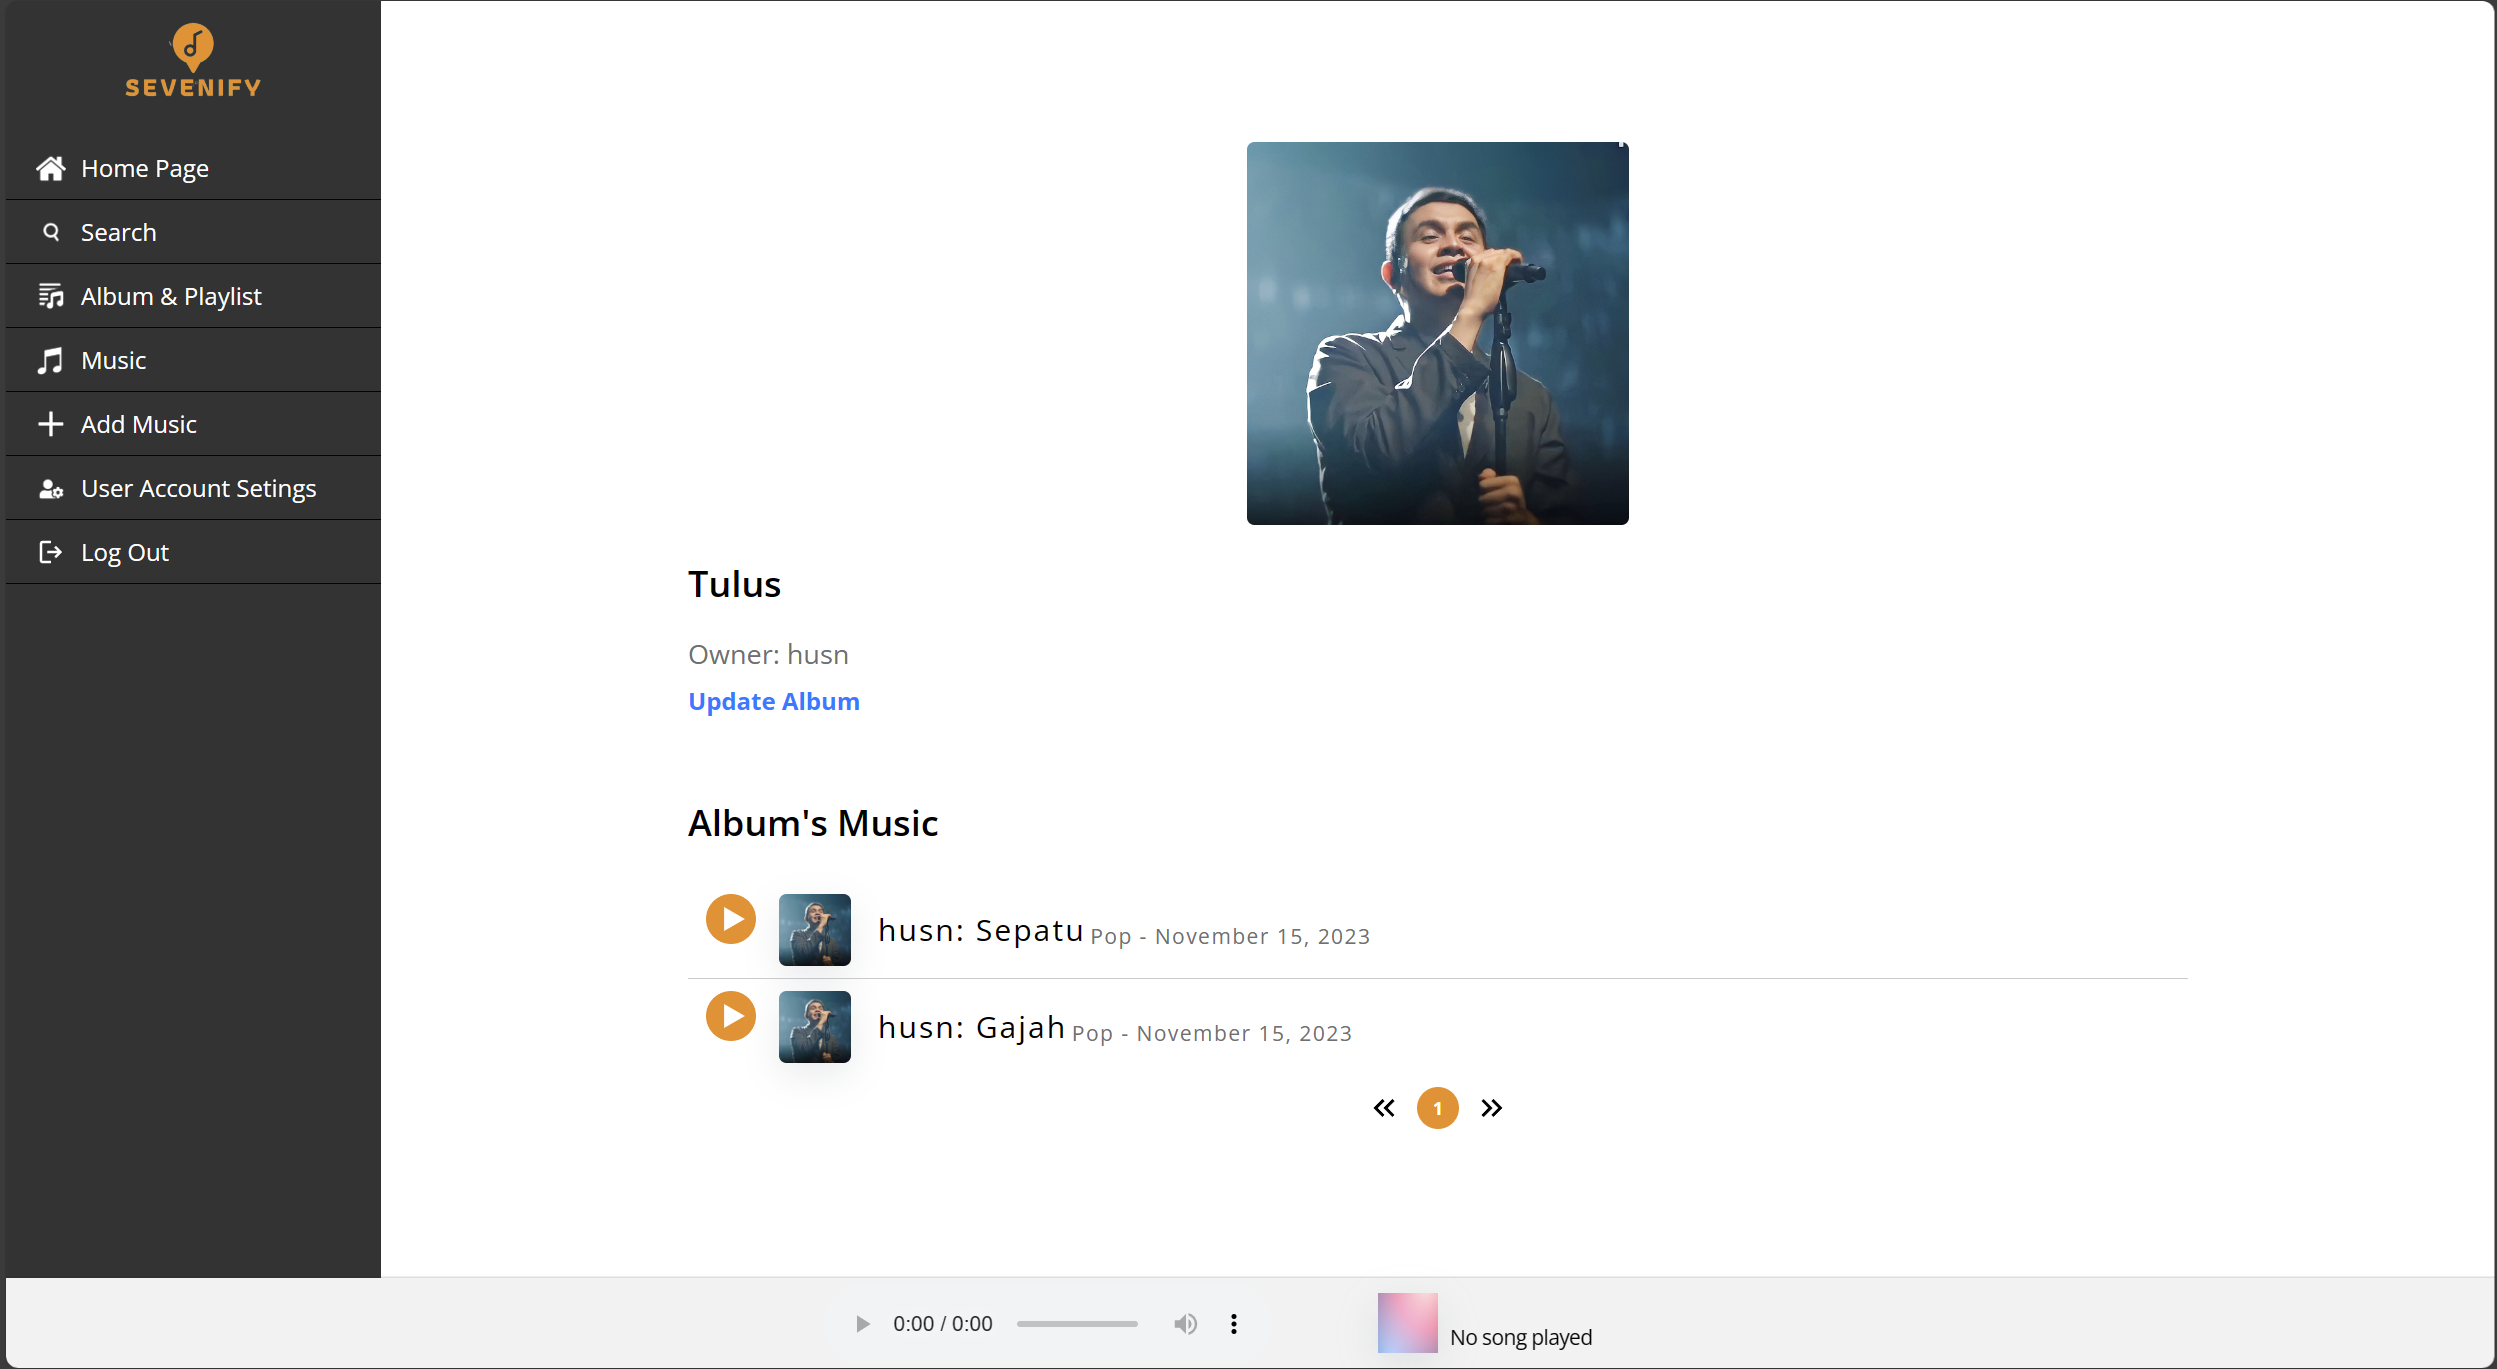 SEVENIFY
Home Page
Search
Album & Playlist
Music
Add Music
User Account Setings
Log Out
Tulus
Owner: husn
Update Album
Album's Music
husn: Sepatu Pop - November 15, 2023
husn: Gajah Pop - November 15, 2023
1
0:00 / 0:00
No song played